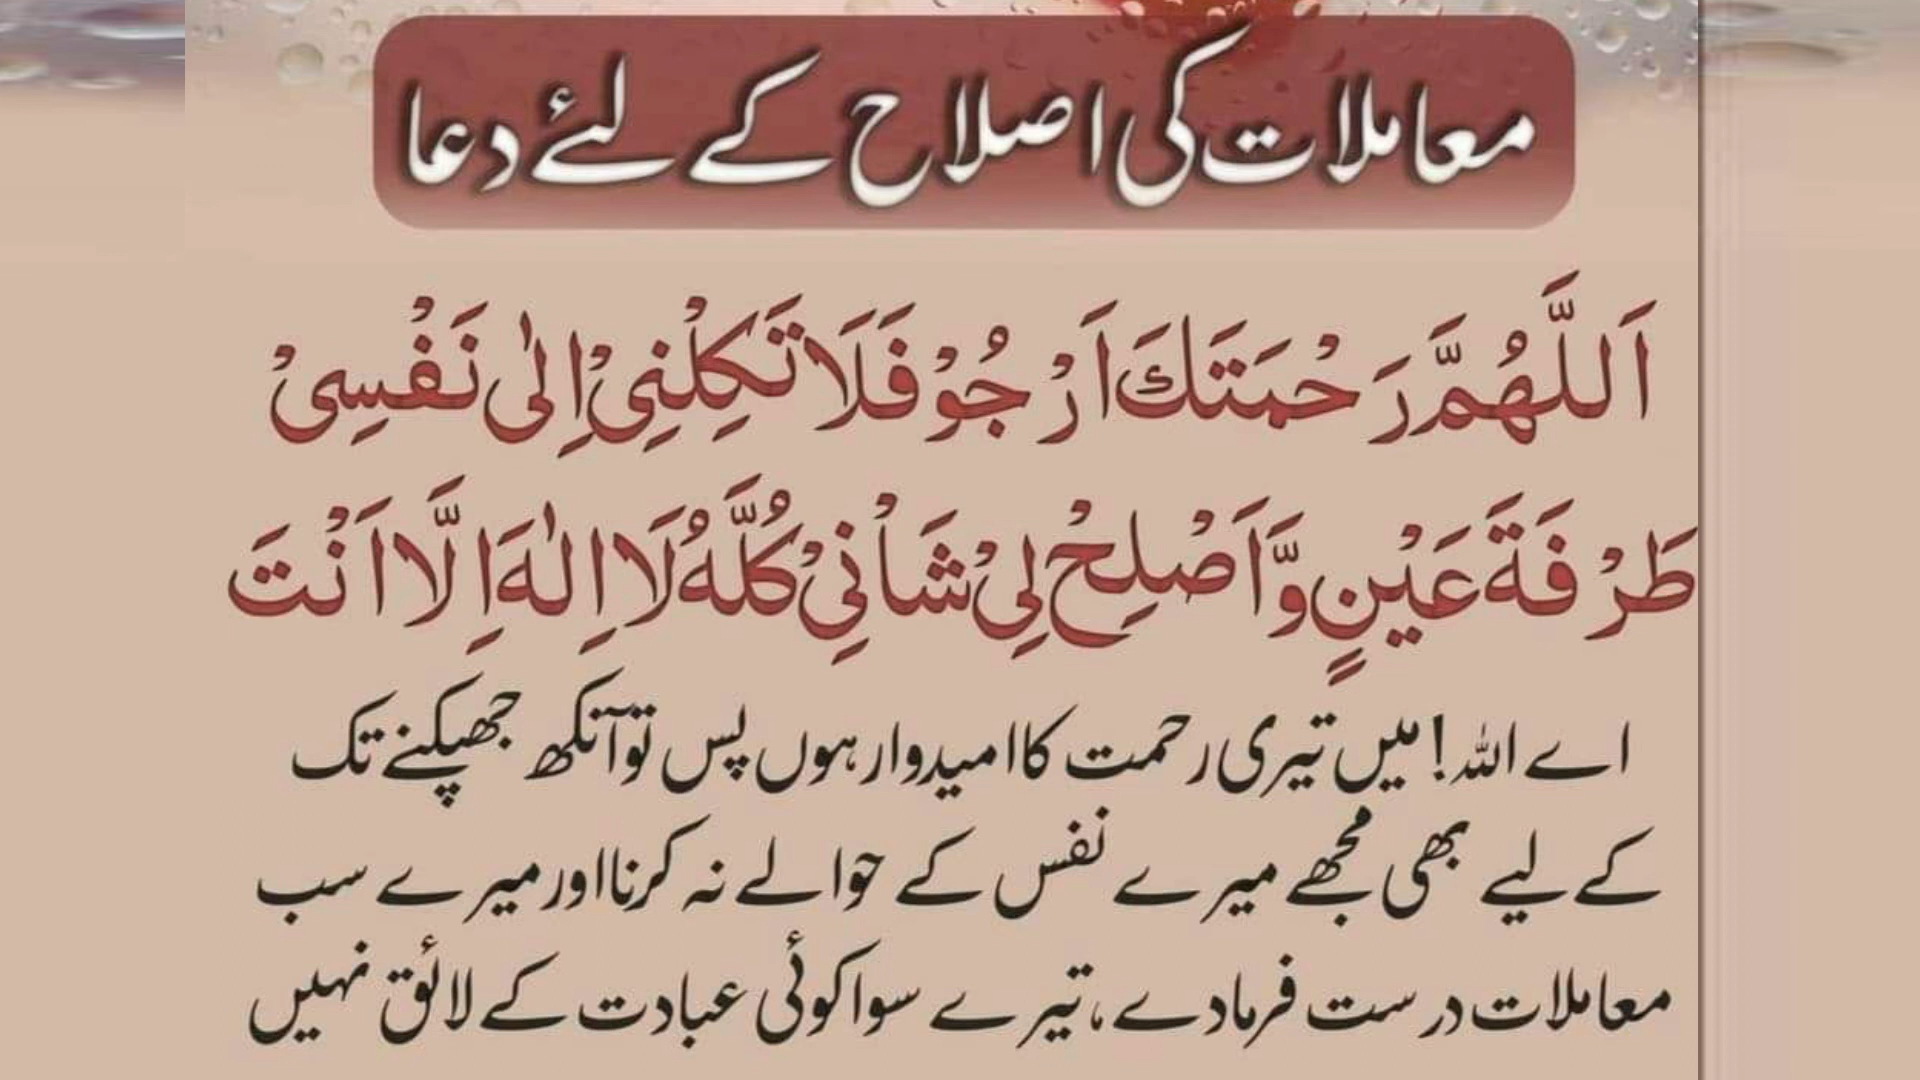 معاملات کی اصلاح کے لئے دعا
اَللَّهُمَّ رَحْمَتَكَ اَرْجُوْ فَلَا تَكِلْنِیْ اِلٰی نَفْسِیْ
طَرْفَةَ عَيْنٍ وَّاَصْلِحْ لِیْ شَاْنِیْ كُلَّهُ لَا اِلٰهَ اِلَّا اَنْتَ
اے اللہ! میں تیری رحمت کا امیدوار ہوں پس تو آنکھ جھپکنے تک
کے لیے بھی مجھے میرے نفس کے حوالے نہ کرنا اور میرے سب
معاملات درست فرمادے، تیرے سوا کوئی عبادت کے لائق نہیں